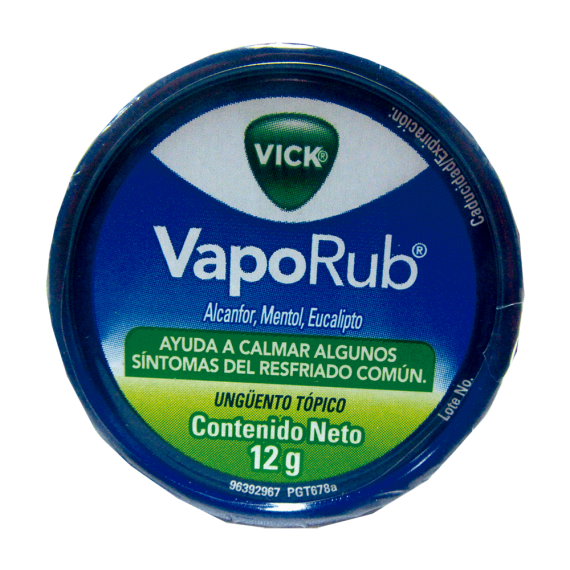 VICK®
VapoRub®
Alcanfor, Mentol, Eucalipto
AYUDA A CALMAR ALGUNOS
SÍNTOMAS DEL RESFRIADO COMÚN.
UNGÜENTO TÓPICO
Contenido Neto
12 g
96392967 PGT678a
Caducidad/Expiración:
Lote No.